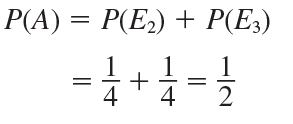 P(A) = P(E₂) + P(E₃)
= 1/4 + 1/4 = 1/2